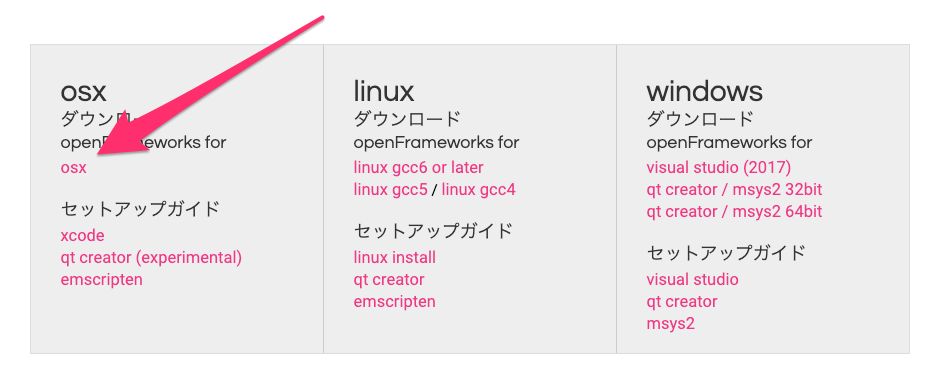 osx
ダウンロー
openFrameworks for
osx
セットアップガイド
xcode
qt creator (experimental)
emscripten
linux
ダウンロード
openFrameworks for
linux gcc6 or later
linux gcc5 / linux gcc4
セットアップガイド
linux install
qt creator
emscripten
windows
ダウンロード
openFrameworks for
visual studio (2017)
qt creator / msys2 32bit
qt creator / msys2 64bit
セットアップガイド
visual studio
qt creator
msys2